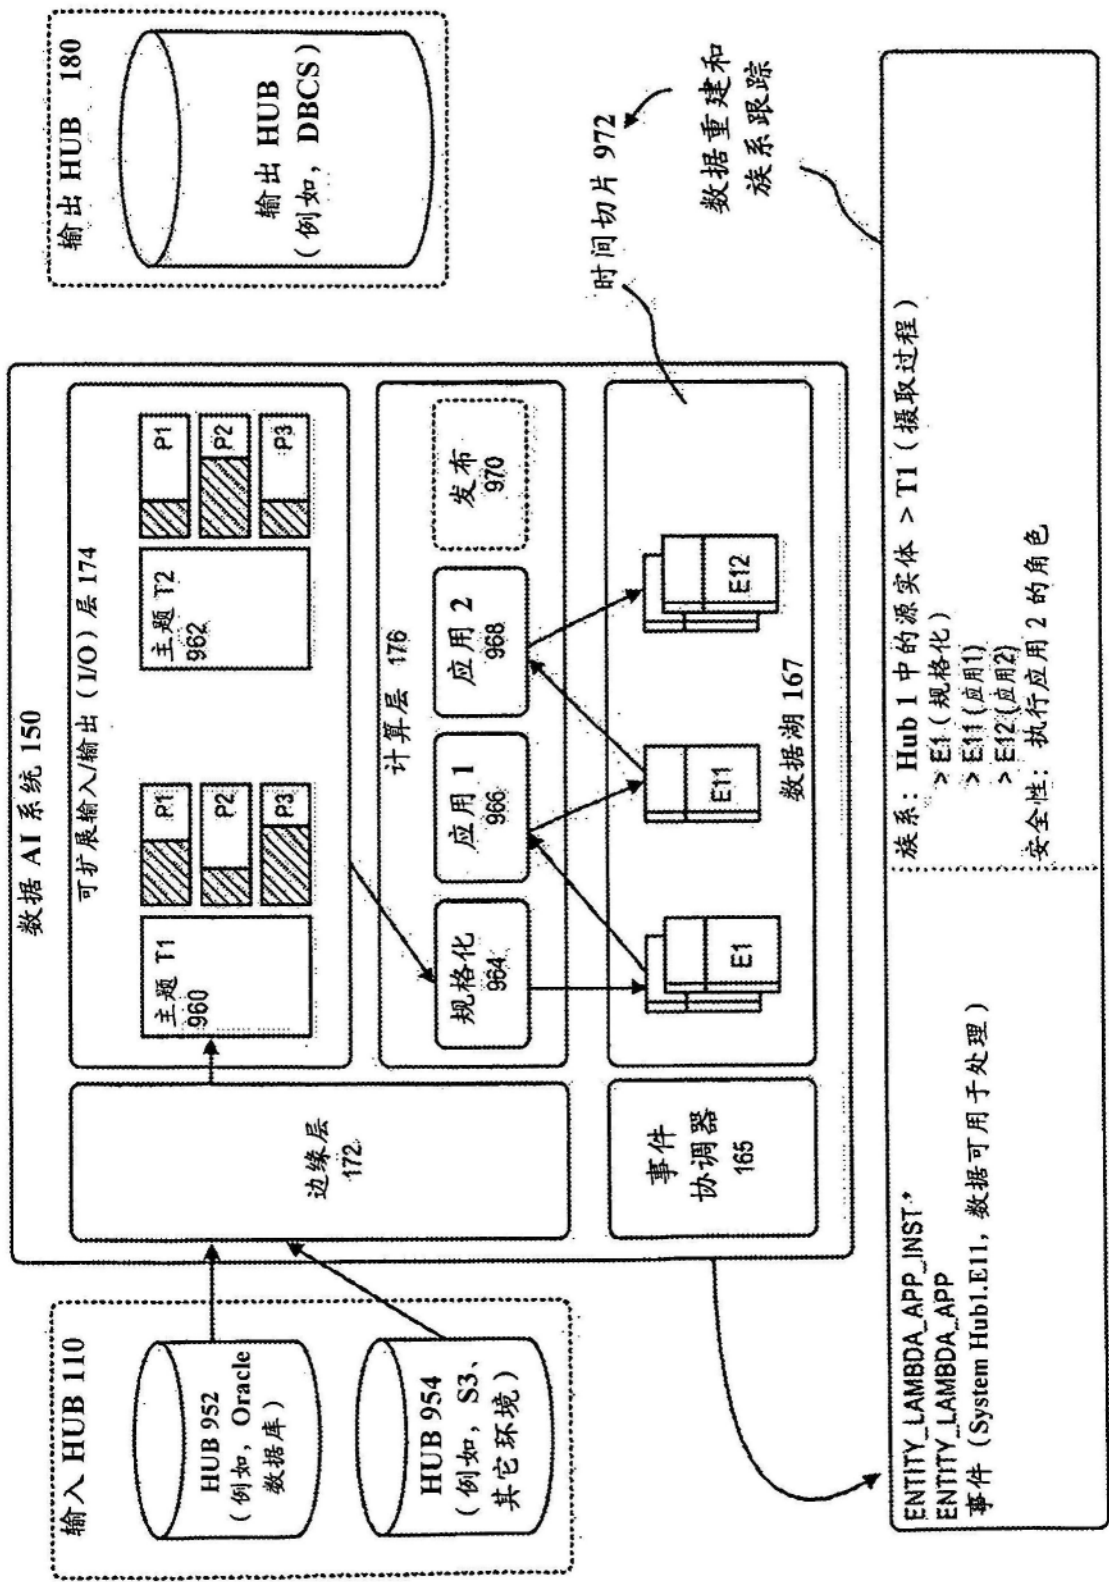 输入 HUB 110
HUB 952
(例如，Oracle
数据库)
HUB 954
(例如，S3、
其它环境)
数据 AI 系统 150
边缘层
172
可扩展输入/输出 (I/O) 层 174
主题 T1
960
P1
P2
P3
主题 T2
962
P1
P2
P3
计算层 176
规格化
964
应用 1
966
应用 2
968
发布
970
事件
协调器
165
E1
E11
E12
数据湖 167
输出 HUB 180
输出 HUB
(例如，DBCS)
时间切片 972
数据重建和
族系跟踪
ENTITY_LAMBDA_APP_INST*
ENTITY_LAMBDA_APP
事件 (System Hub1.E11, 数据可用于处理)
族系: Hub 1 中的源实体 > T1 (摄取过程)
> E1 (规格化)
> E11 (应用1)
> E12 (应用2)
安全性: 执行应用 2 的角色